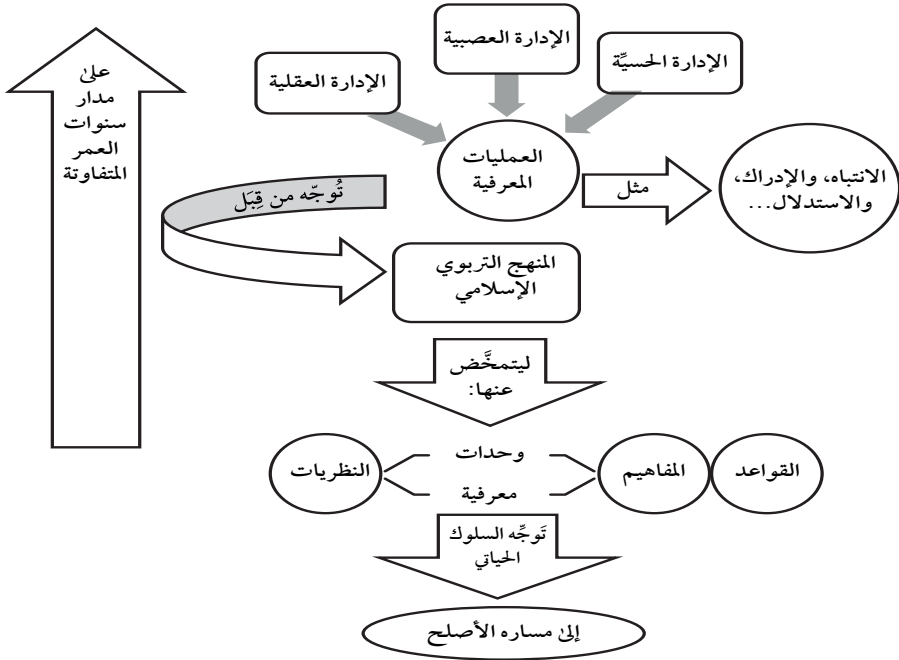 الإدارة الحسيَّة
الإدارة العصبية
الإدارة العقلية
على
مدار
سنوات
العمر
المتفاوتة
العمليات
المعرفية
مثل
الانتباه، والإدراك،
والاستدلال...
تُوجّه من قِبَل
المنهج التربوي
الإسلامي
ليتمخَّض
عنها:
القواعد
المفاهيم
وحدات
معرفية
النظريات
تَوجِّه السلوك
الحياتي
إلى مساره الأصلح